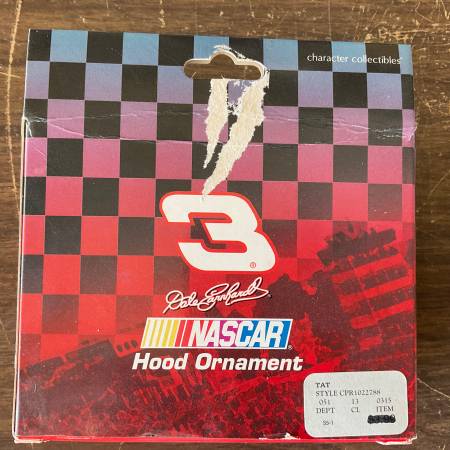 character collectibles
3
®
Dale Earnhardt
NASCAR®
Hood Ornament
TAT
STYLE CPR1022788
051 13 0315
DEPT CL ITEM
SS-1